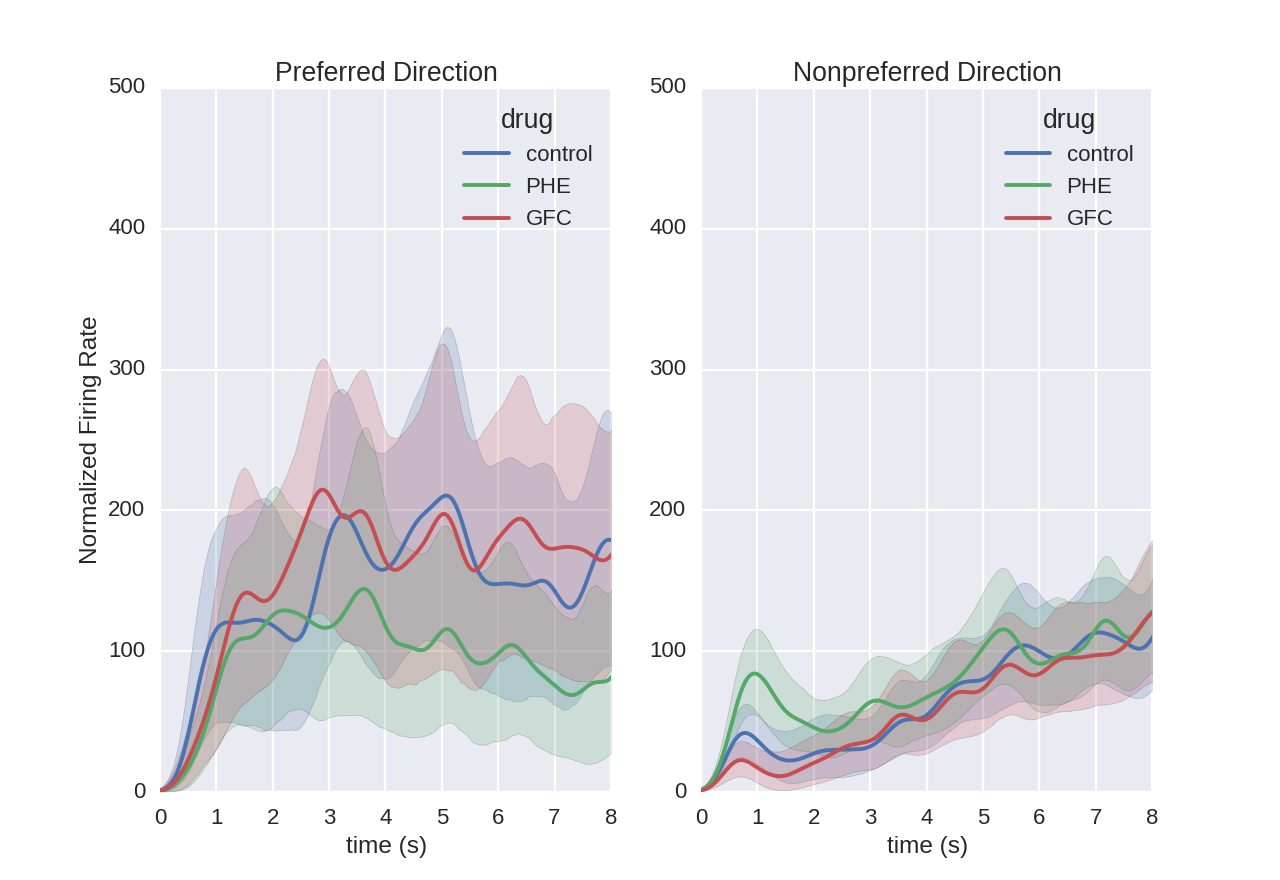 Preferred Direction
Normalized Firing Rate
500
400
300
200
100
0
drug
control
PHE
GFC
0 1 2 3 4 5 6 7 8
time (s)
Nonpreferred Direction
500
400
300
200
100
0
drug
control
PHE
GFC
0 1 2 3 4 5 6 7 8
time (s)